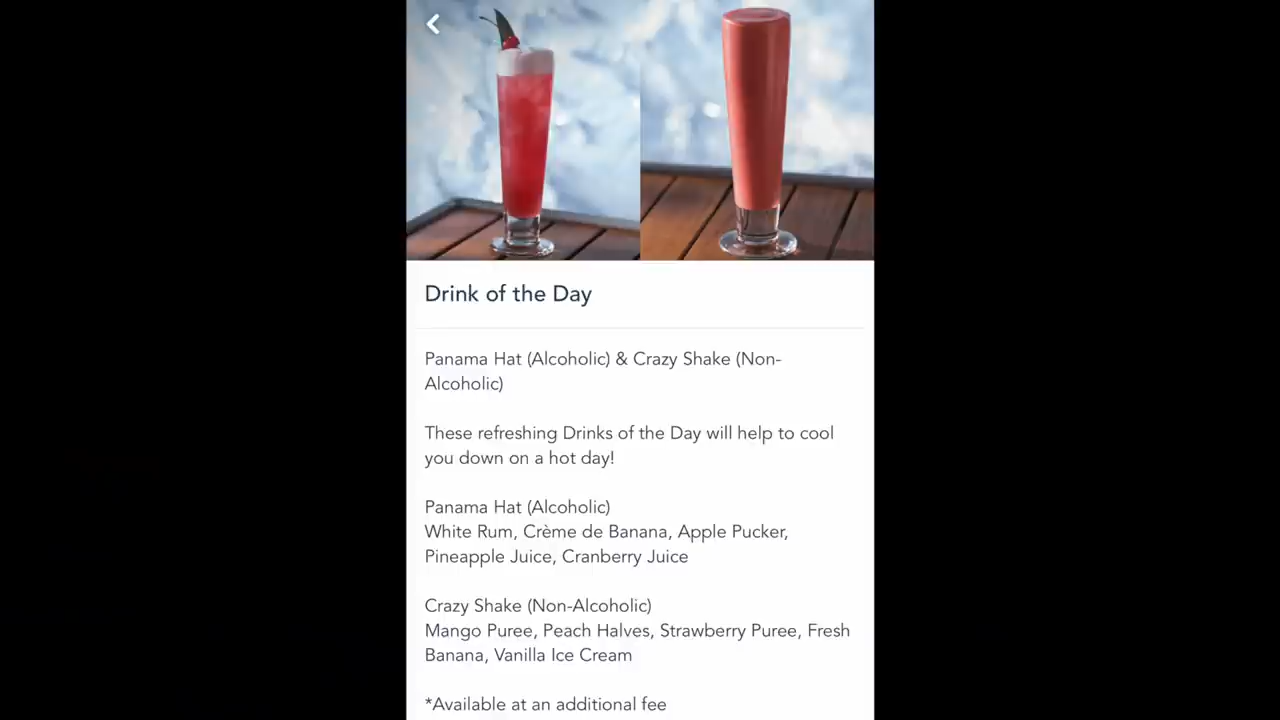 Drink of the Day
Panama Hat (Alcoholic) & Crazy Shake (Non-
Alcoholic)
These refreshing Drinks of the Day will help to cool
you down on a hot day!
Panama Hat (Alcoholic)
White Rum, Crème de Banana, Apple Pucker,
Pineapple Juice, Cranberry Juice
Crazy Shake (Non-Alcoholic)
Mango Puree, Peach Halves, Strawberry Puree, Fresh
Banana, Vanilla Ice Cream
*Available at an additional fee